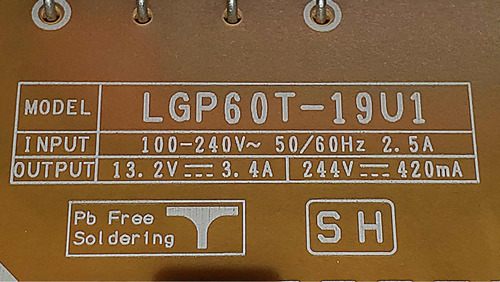 MODEL LGP60T-19U1
INPUT 100-240V~ 50/60Hz 2.5A
OUTPUT 13.2V⎓3.4A 244V⎓420mA
Pb Free
Soldering
SH